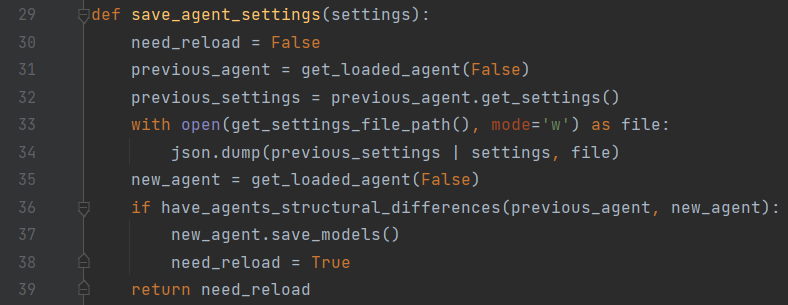 29 def save_agent_settings(settings):
30     need_reload = False
31     previous_agent = get_loaded_agent(False)
32     previous_settings = previous_agent.get_settings()
33     with open(get_settings_file_path(), mode='w') as file:
34         json.dump(previous_settings | settings, file)
35     new_agent = get_loaded_agent(False)
36     if have_agents_structural_differences(previous_agent, new_agent):
37         new_agent.save_models()
38         need_reload = True
39     return need_reload